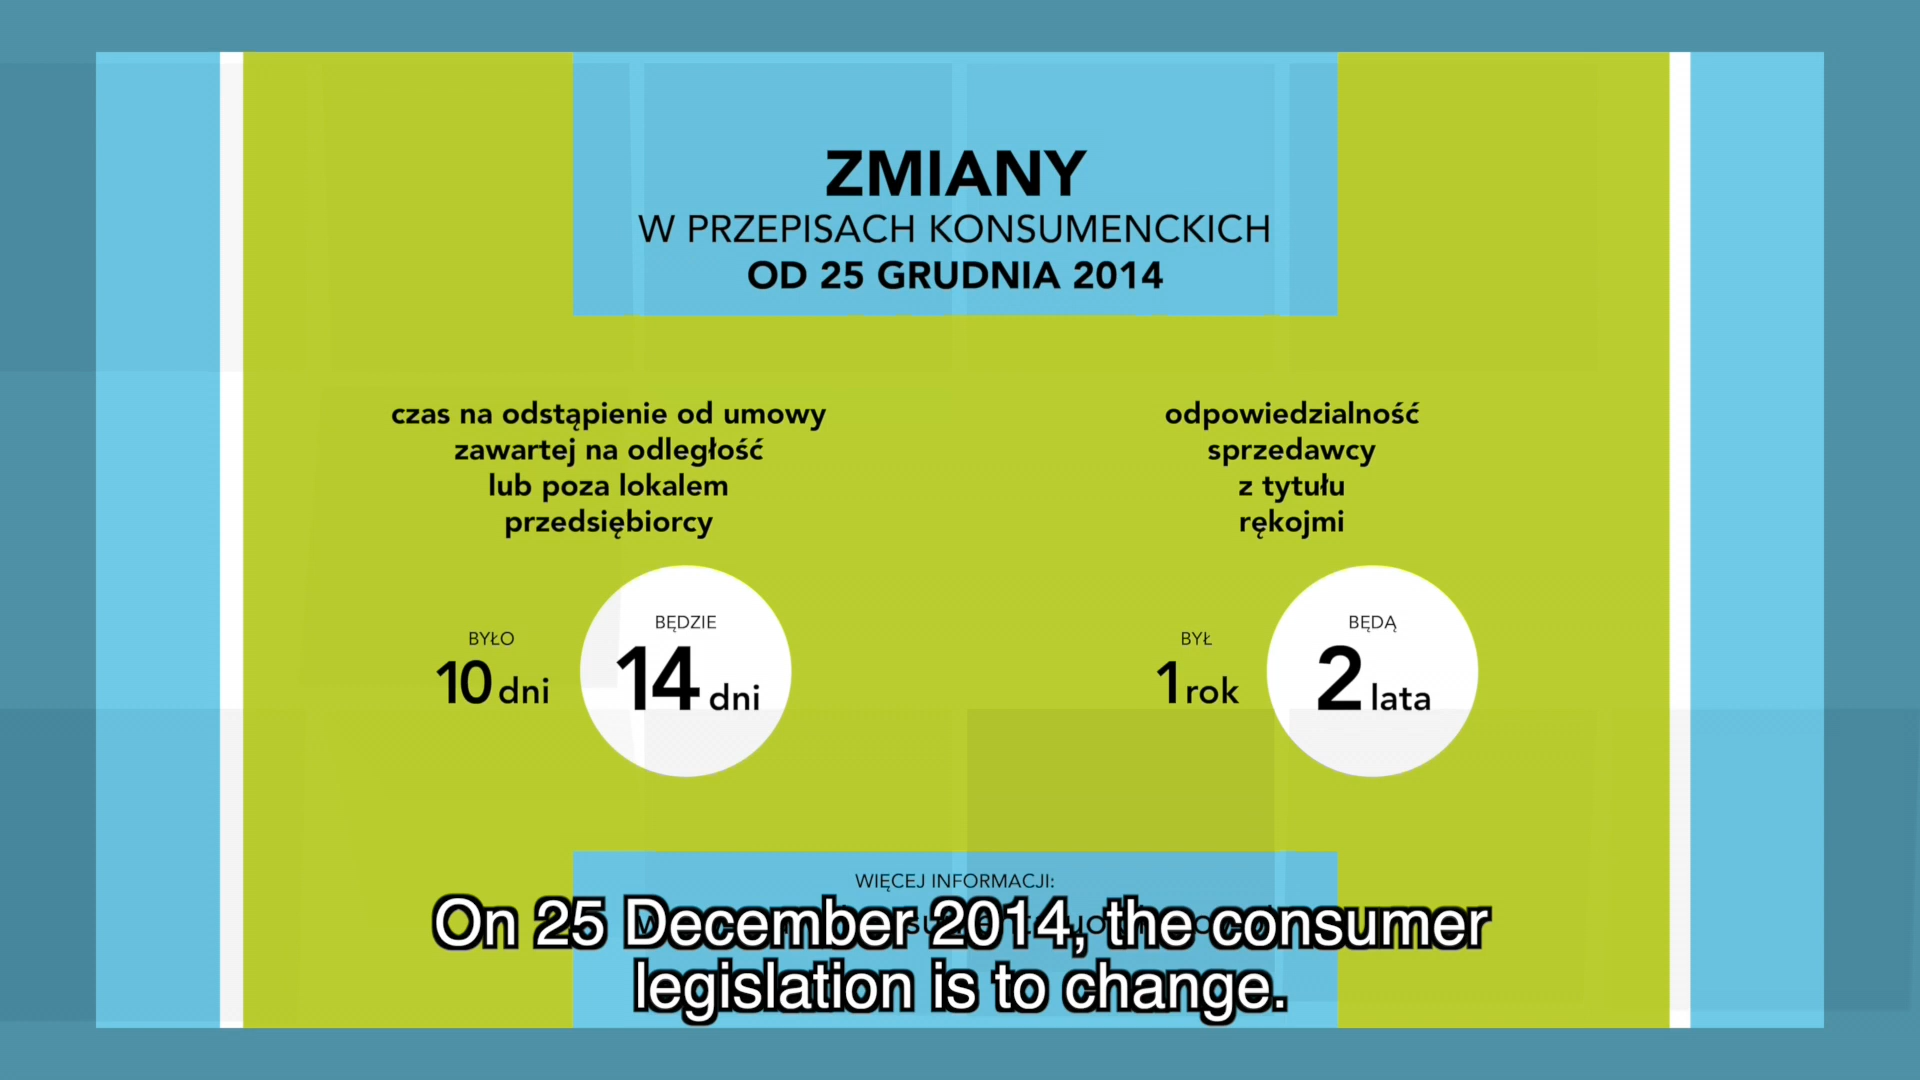 ZMIANY
W PRZEPISACH KONSUMENCKICH
OD 25 GRUDNIA 2014
czas na odstąpienie od umowy
zawartej na odległość
lub poza lokalem
przedsiębiorcy
BYŁO
10 dni
BĘDZIE
14 dni
odpowiedzialność
sprzedawcy
z tytułu
rękojmi
BYŁ
1 rok
BĘDĄ
2 lata
WIĘCEJ INFORMACJI:
On 25 December 2014, the consumer
legislation is to change.